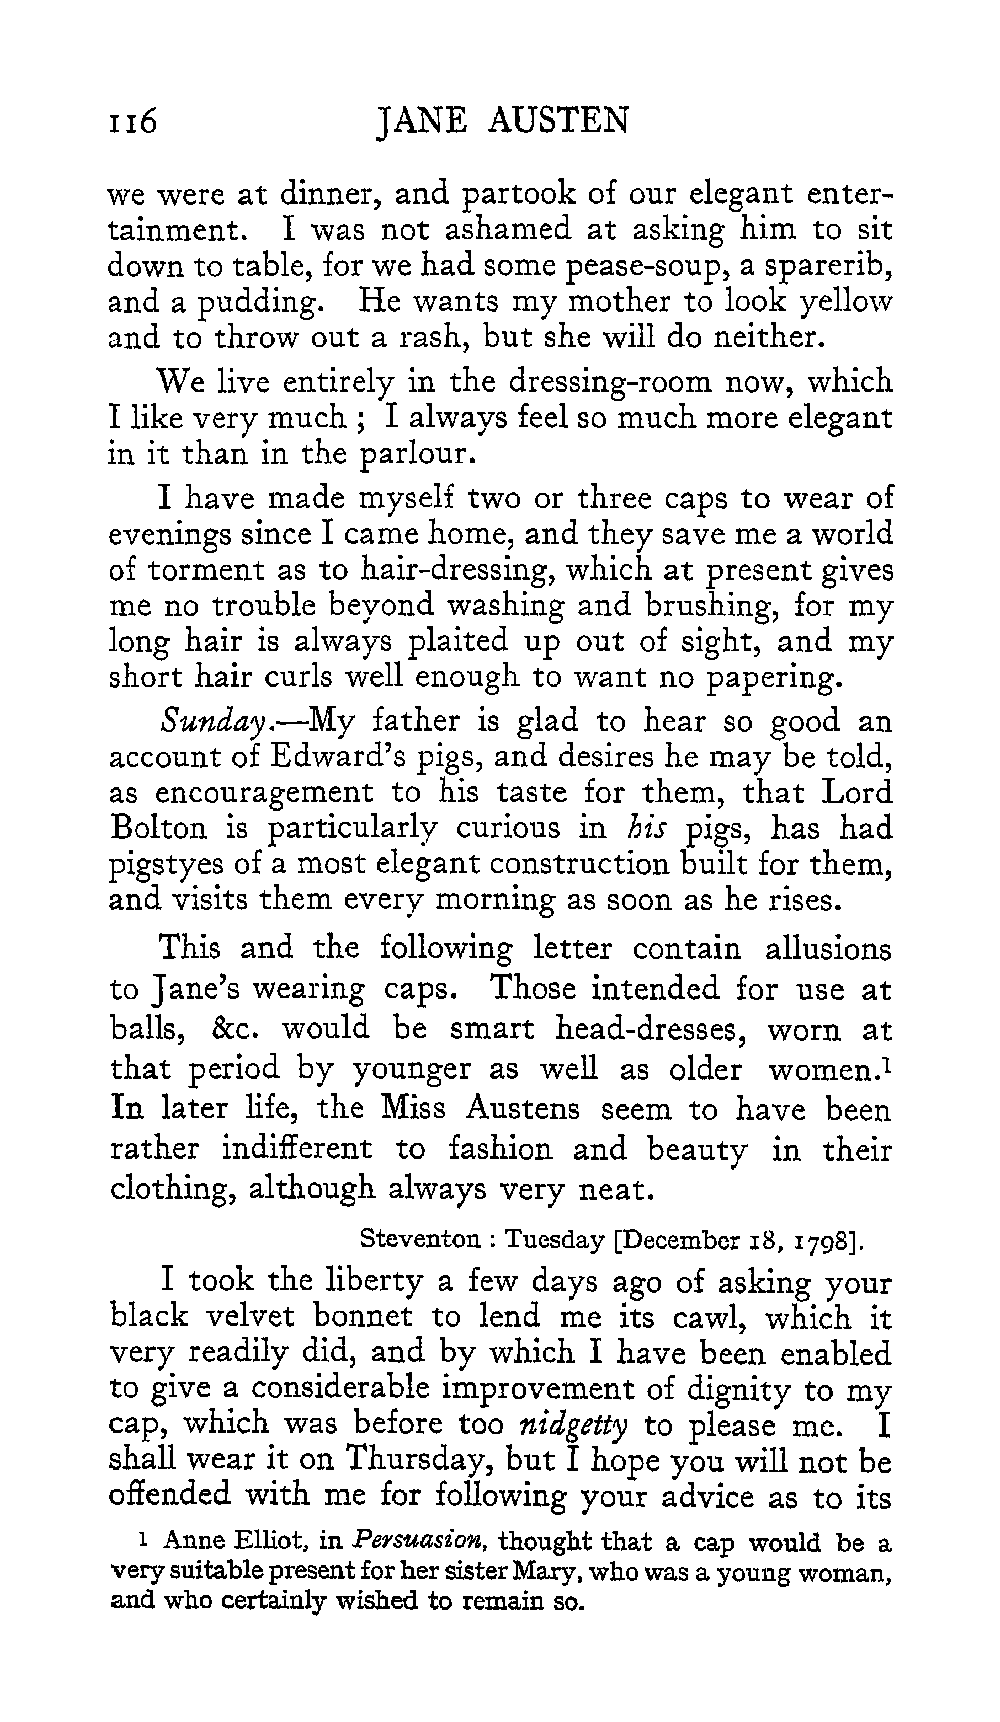 116 JANE AUSTEN
we were at dinner, and partook of our elegant enter-
tainment. I was not ashamed at asking him to sit
down to table, for we had some pease-soup, a sparerib,
and a pudding. He wants my mother to look yellow
and to throw out a rash, but she will do neither.
We live entirely in the dressing-room now, which
I like very much ; I always feel so much more elegant
in it than in the parlour.
I have made myself two or three caps to wear of
evenings since I came home, and they save me a world
of torment as to hair-dressing, which at present gives
me no trouble beyond washing and brushing, for my
long hair is always plaited up out of sight, and my
short hair curls well enough to want no papering.
Sunday.—My father is glad to hear so good an
account of Edward's pigs, and desires he may be told,
as encouragement to his taste for them, that Lord
Bolton is particularly curious in his pigs, has had
pigstyes of a most elegant construction built for them,
and visits them every morning as soon as he rises.
This and the following letter contain allusions
to Jane's wearing caps. Those intended for use at
balls, &c. would be smart head-dresses, worn at
that period by younger as well as older women.¹
In later life, the Miss Austens seem to have been
rather indifferent to fashion and beauty in their
clothing, although always very neat.
Steventon : Tuesday [December 18, 1798].
I took the liberty a few days ago of asking your
black velvet bonnet to lend me its cawl, which it
very readily did, and by which I have been enabled
to give a considerable improvement of dignity to my
cap, which was before too nidgetty to please me. I
shall wear it on Thursday, but I hope you will not be
offended with me for following your advice as to its
1 Anne Elliot, in Persuasion, thought that a cap would be a
very suitable present for her sister Mary, who was a young woman,
and who certainly wished to remain so.